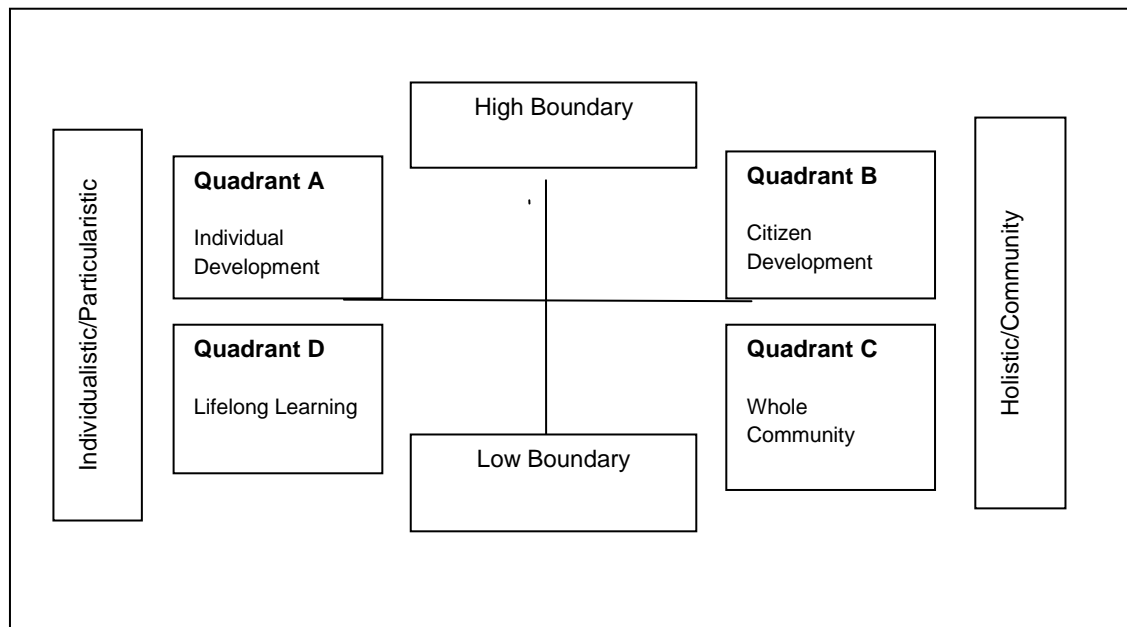 High Boundary
Individualistic/Particularistic
Quadrant A
Individual
Development
Quadrant B
Citizen
Development
Holistic/Community
Quadrant D
Lifelong Learning
Quadrant C
Whole
Community
Low Boundary